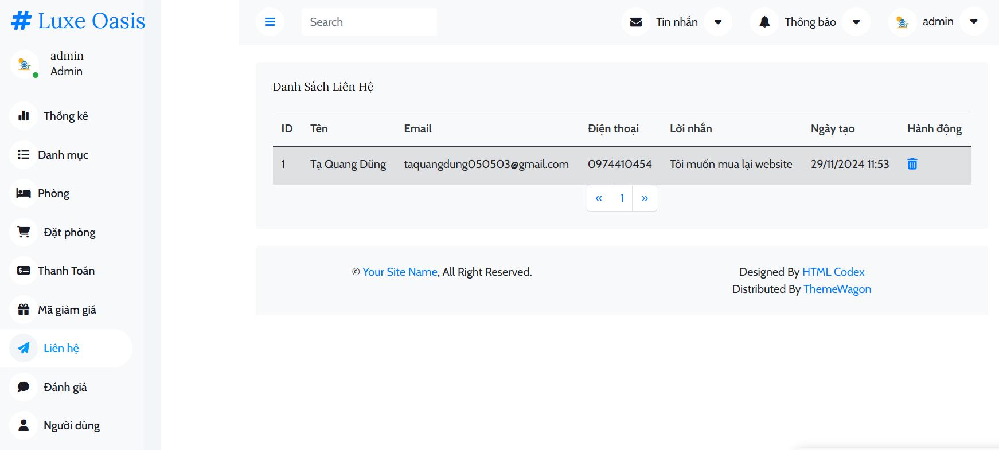 # Luxe Oasis
admin
Admin
Thống kê
Danh mục
Phòng
Đặt phòng
Thanh Toán
Mã giảm giá
Liên hệ
Đánh giá
Người dùng
Search
Tin nhắn
Thông báo
admin
Danh Sách Liên Hệ
ID Tên Email Điện thoại Lời nhắn Ngày tạo Hành động
1 Tạ Quang Dũng taquangdung050503@gmail.com 0974410454 Tôi muốn mua lại website 29/11/2024 11:53
« 1 »
© Your Site Name, All Right Reserved.
Designed By HTML Codex
Distributed By ThemeWagon